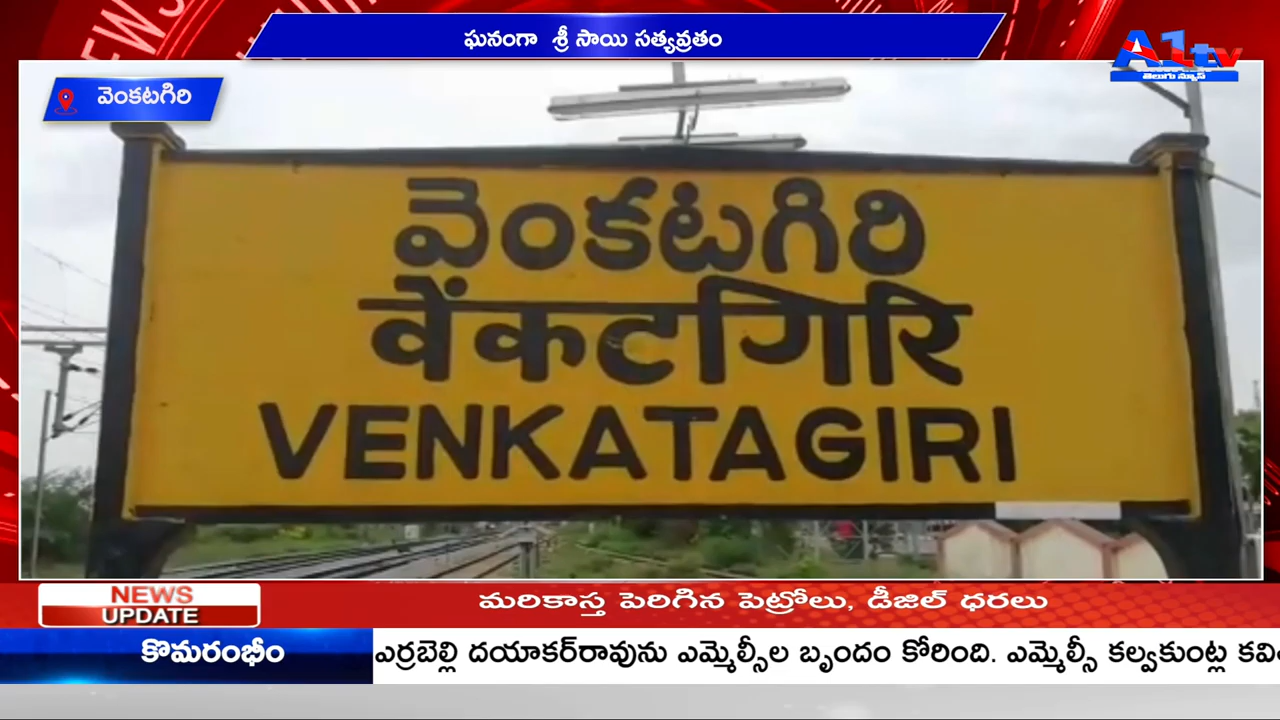 ఘనంగా శ్రీ సాయి సత్యవ్రతం
A1tv
తెలుగు న్యూస్
వెంకటగిరి
వెంకటగిరి
वेंकटगिरि
VENKATAGIRI
NEWS
UPDATE
మరికాస్త పెరిగిన పెట్రోలు, డీజిల్ ధరలు
కొమరంభీం
ఎర్రబెల్లి దయాకర్‌రావును ఎమ్మెల్సీల బృందం కోరింది. ఎమ్మెల్సీ కల్వకుంట్ల